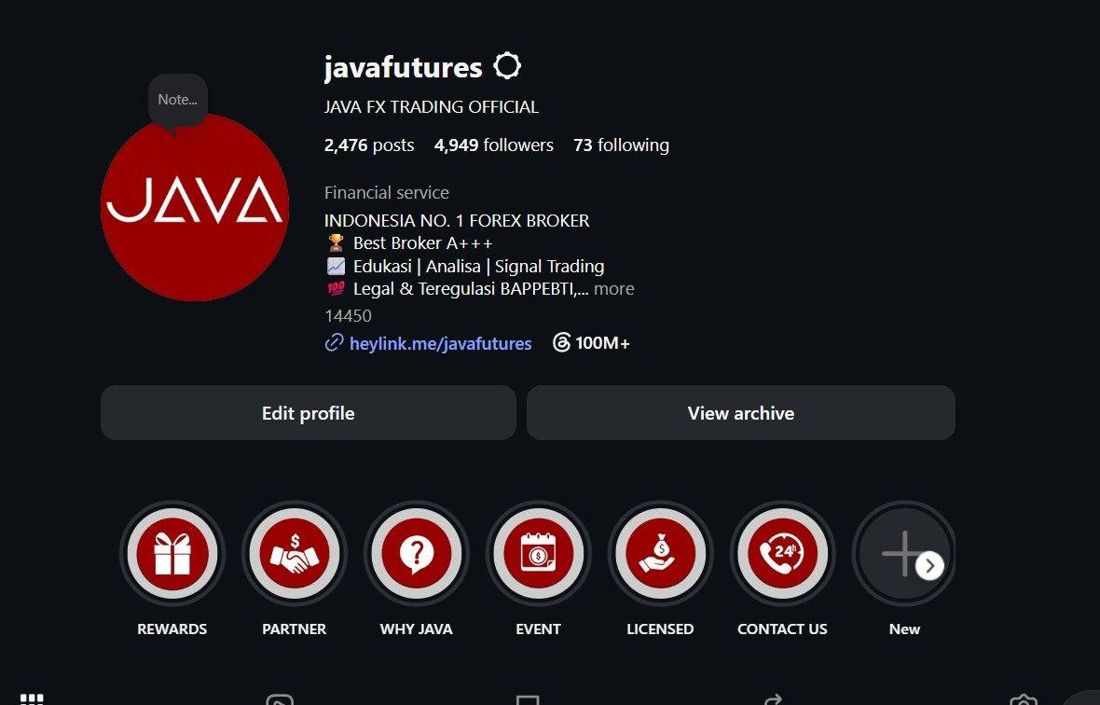 javafutures
Note...
JAVA FX TRADING OFFICIAL
2,476 posts 4,949 followers 73 following
JAVA
Financial service
INDONESIA NO. 1 FOREX BROKER
🏆 Best Broker A+++
📈 Edukasi | Analisa | Signal Trading
💯 Legal & Teregulasi BAPPEBTI,... more
14450
heylink.me/javafutures 100M+
Edit profile View archive
$ ? $ $ 24h
REWARDS PARTNER WHY JAVA EVENT LICENSED CONTACT US New